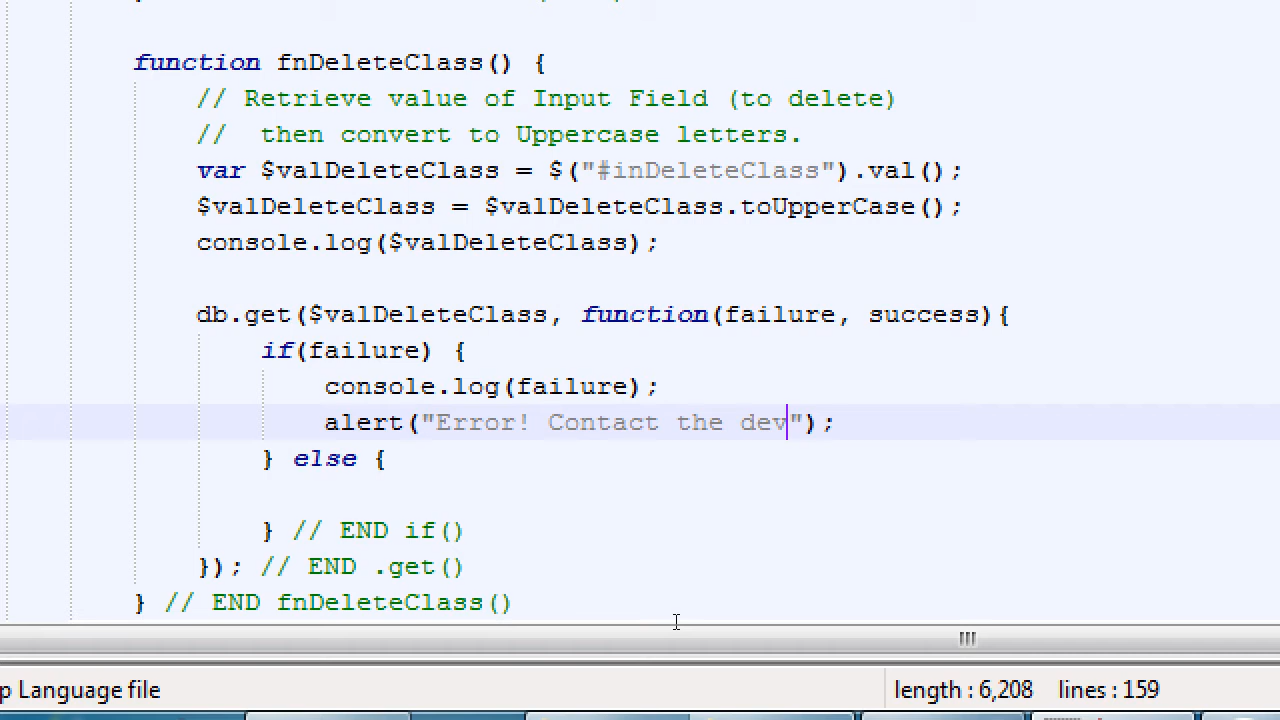 function fnDeleteClass() {
// Retrieve value of Input Field (to delete)
//  then convert to Uppercase letters.
var $valDeleteClass = $("#inDeleteClass").val();
$valDeleteClass = $valDeleteClass.toUpperCase();
console.log($valDeleteClass);
db.get($valDeleteClass, function(failure, success){
if(failure) {
console.log(failure);
alert("Error! Contact the dev");
} else {
} // END if()
}); // END .get()
} // END fnDeleteClass()
p Language file length : 6,208 lines : 159